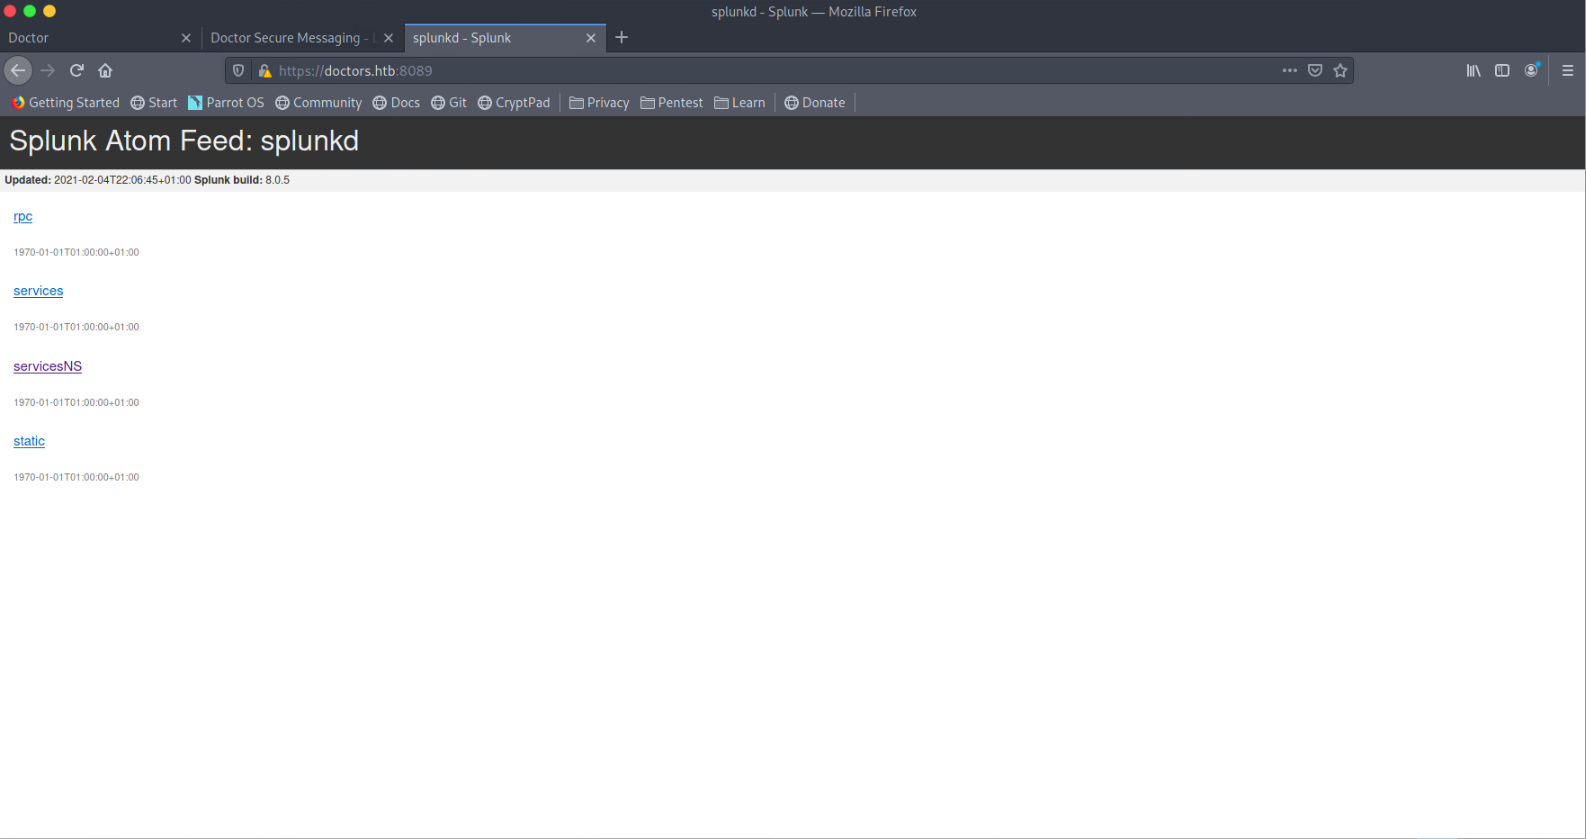 splunkd - Splunk — Mozilla Firefox
Doctor Doctor Secure Messaging - splunkd - Splunk
https://doctors.htb:8089
Getting Started Start Parrot OS Community Docs Git CryptPad Privacy Pentest Learn Donate
Splunk Atom Feed: splunkd
Updated: 2021-02-04T22:06:45+01:00 Splunk build: 8.0.5
rpc
1970-01-01T01:00:00+01:00
services
1970-01-01T01:00:00+01:00
servicesNS
1970-01-01T01:00:00+01:00
static
1970-01-01T01:00:00+01:00